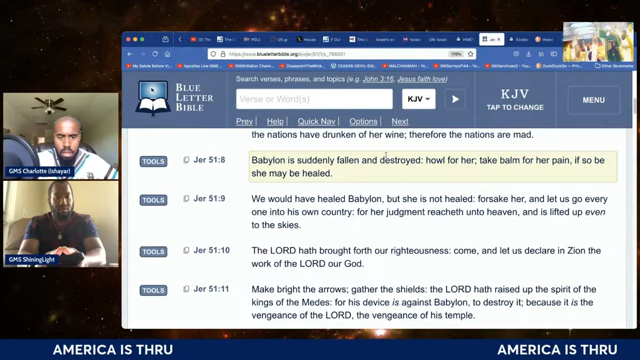 https://www.blueletterbible.org/kjv/jer/51/1/s_796001
170%
Other Bookmarks
BLUE
LETTER
BIBLE
Search verses, phrases, and topics (e.g. John 3:16, Jesus faith love)
Verse or Word(s)
KJV
KJV
TAP TO CHANGE
MENU
Prev Help Quick Nav Options Next
the nations have drunken of her wine; therefore the nations are mad.
TOOLS Jer 51:8 Babylon is suddenly fallen and destroyed: howl for her; take balm for her pain, if so be
she may be healed.
TOOLS Jer 51:9 We would have healed Babylon, but she is not healed: forsake her, and let us go every
one into his own country: for her judgment reacheth unto heaven, and is lifted up even
to the skies.
TOOLS Jer 51:10 The LORD hath brought forth our righteousness: come, and let us declare in Zion the
work of the LORD our God.
TOOLS Jer 51:11 Make bright the arrows; gather the shields: the LORD hath raised up the spirit of the
kings of the Medes: for his device is against Babylon, to destroy it; because it is the
vengeance of the LORD, the vengeance of his temple.
GMS Charlotte (Ishayar)
GMS ShiningLight
AMERICA IS THRU AMERICA IS THRU